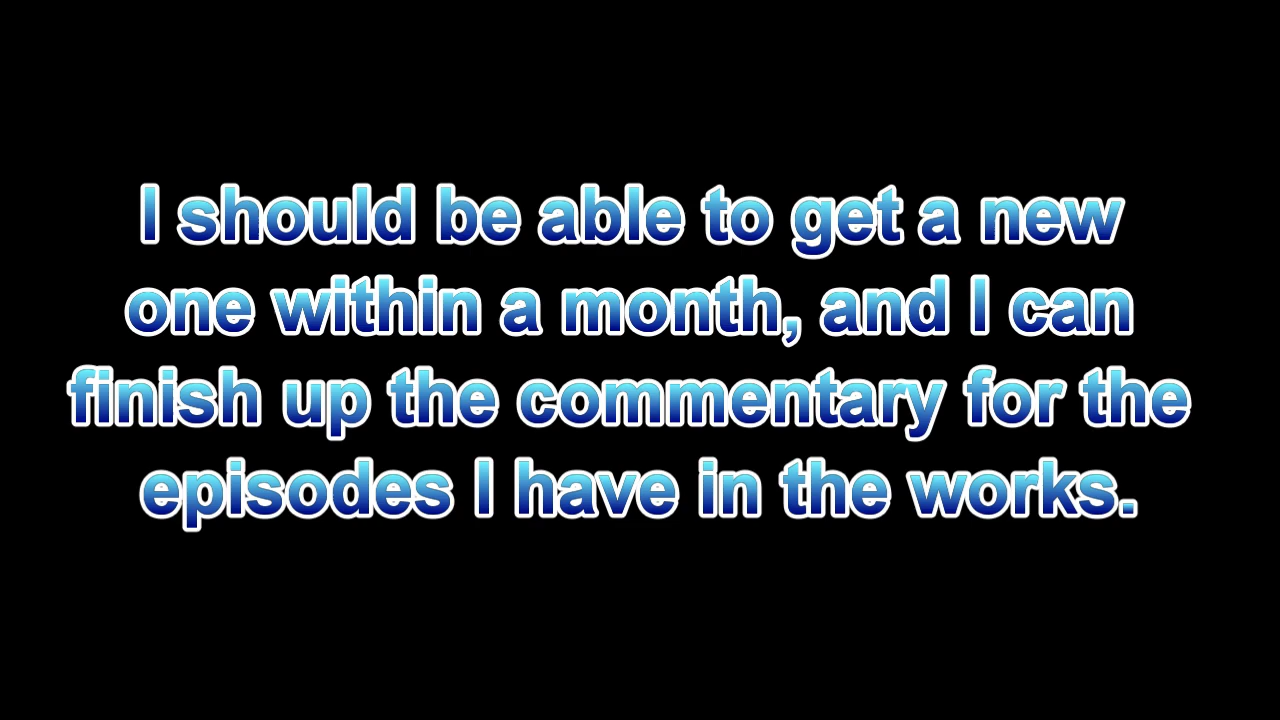 I should be able to get a new
one within a month, and I can
finish up the commentary for the
episodes I have in the works.